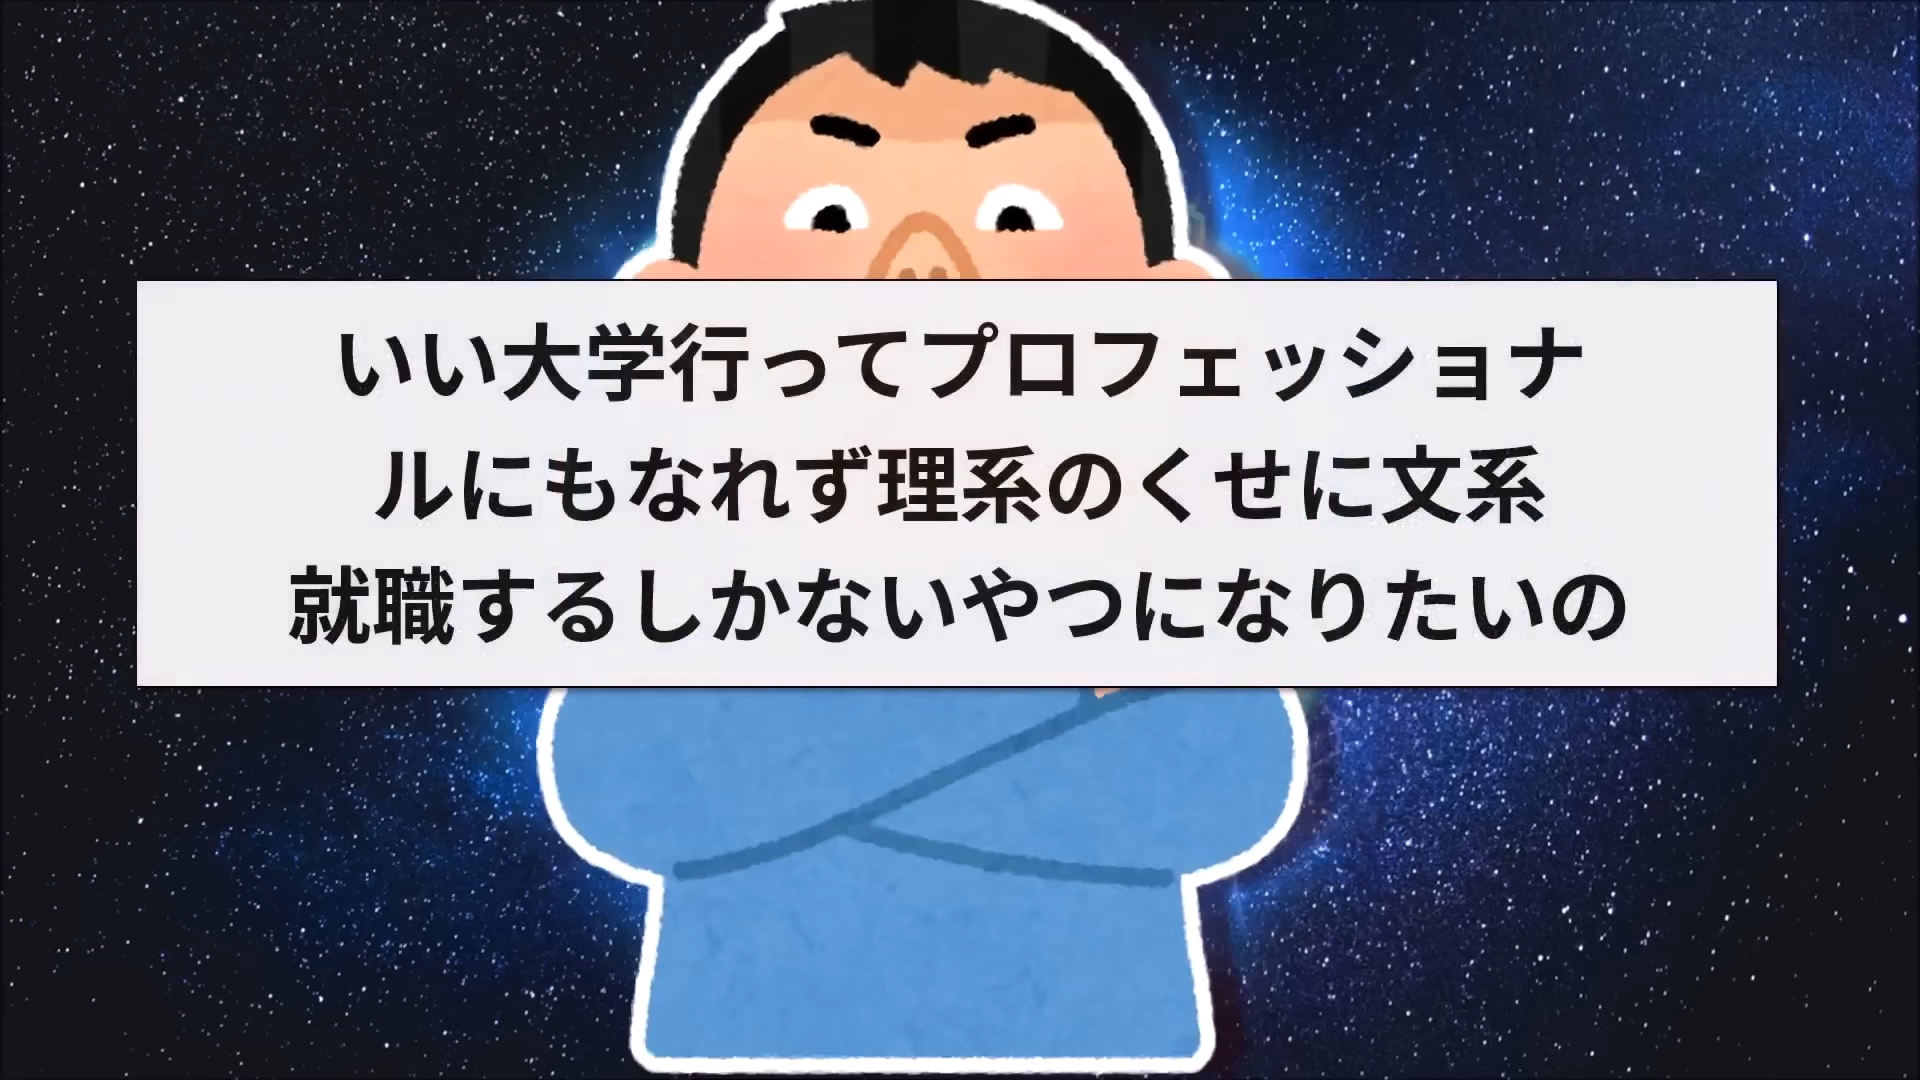 いい大学行ってプロフェッショナ
ルにもなれず理系のくせに文系
就職するしかないやつになりたいの